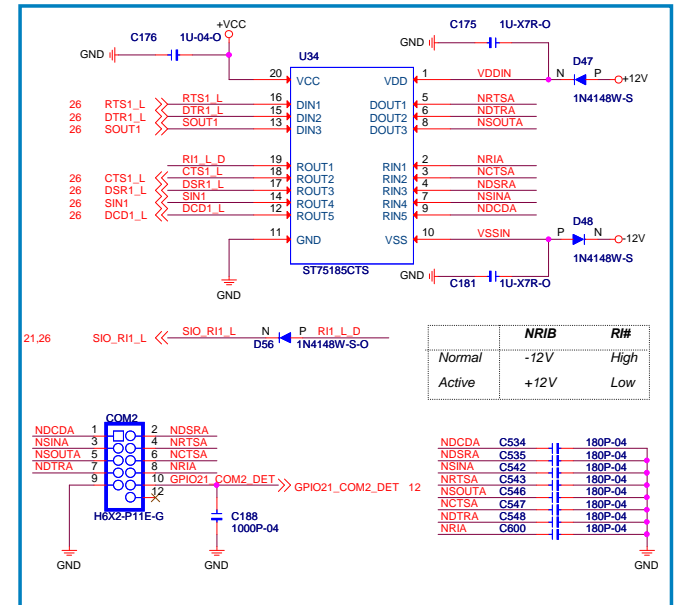 +VCC
C176 1U-04-O
GND
C175 1U-X7R-O
GND
U34
D47
20 VCC VDD 1 VDDIN N P +12V
1N4148W-S
26 RTS1_L RTS1_L 16 DIN1 DOUT1 5 NRTSA
26 DTR1_L DTR1_L 15 DIN2 DOUT2 6 NDTRA
26 SOUT1 SOUT1 13 DIN3 DOUT3 8 NSOUTA
RI1_L_D 19 ROUT1 RIN1 2 NRIA
26 CTS1_L CTS1_L 18 ROUT2 RIN2 3 NCTSA
26 DSR1_L DSR1_L 17 ROUT3 RIN3 4 NDSRA
26 SIN1 SIN1 14 ROUT4 RIN4 7 NSINA
26 DCD1_L DCD1_L 12 ROUT5 RIN5 9 NDCDA
D48
11 GND VSS 10 VSSIN P N -12V
1N4148W-S
ST75185CTS
GND
GND
C181 1U-X7R-O
21,26 SIO_RI1_L SIO_RI1_L N P RI1_L_D
D56 1N4148W-S-O
NRIB RI#
Normal -12V High
Active +12V Low
COM2
NDCDA 1 2 NDSRA
NSINA 3 4 NRTSA
NSOUTA 5 6 NCTSA
NDTRA 7 8 NRIA
9 10 GPIO21_COM2_DET GPIO21_COM2_DET 12
12
H6X2-P11E-G
C188
1000P-04
GND
GND
NDCDA C534 180P-04
NDSRA C535 180P-04
NSINA C542 180P-04
NRTSA C543 180P-04
NSOUTA C546 180P-04
NCTSA C547 180P-04
NDTRA C548 180P-04
NRIA C600 180P-04
GND